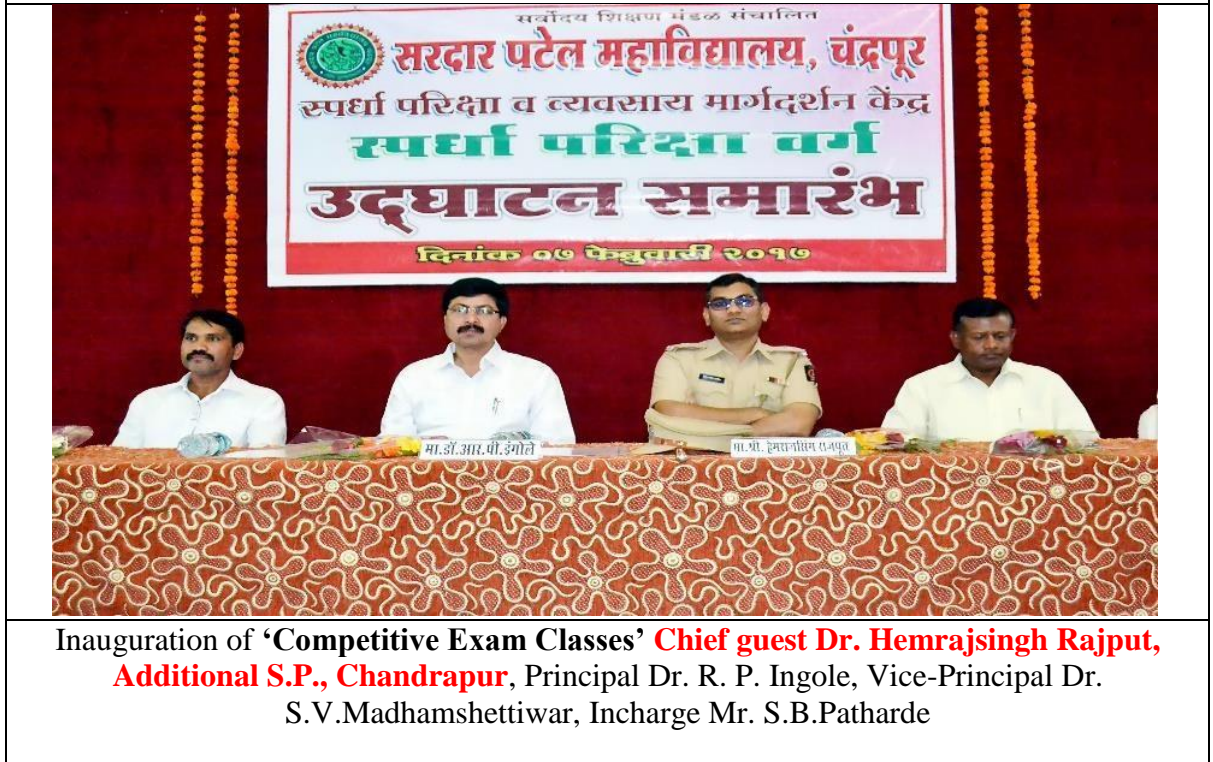 सर्वोदय शिक्षण मंडळ संचालित
सरदार पटेल महाविद्यालय, चंद्रपूर
स्पर्धा परिक्षा व व्यवसाय मार्गदर्शन केंद्र
स्पर्धा परिक्षा वर्ग
उद्घाटन समारंभ
दिनांक ०७ फेब्रुवारी २०१७
मा.डॉ.आर.पी.इंगोले
मा.श्री. हेमराजसिंग राजपूत
Inauguration of ‘Competitive Exam Classes’ Chief guest Dr. Hemrajsingh Rajput,
Additional S.P., Chandrapur, Principal Dr. R. P. Ingole, Vice-Principal Dr.
S.V.Madhamshettiwar, Incharge Mr. S.B.Patharde